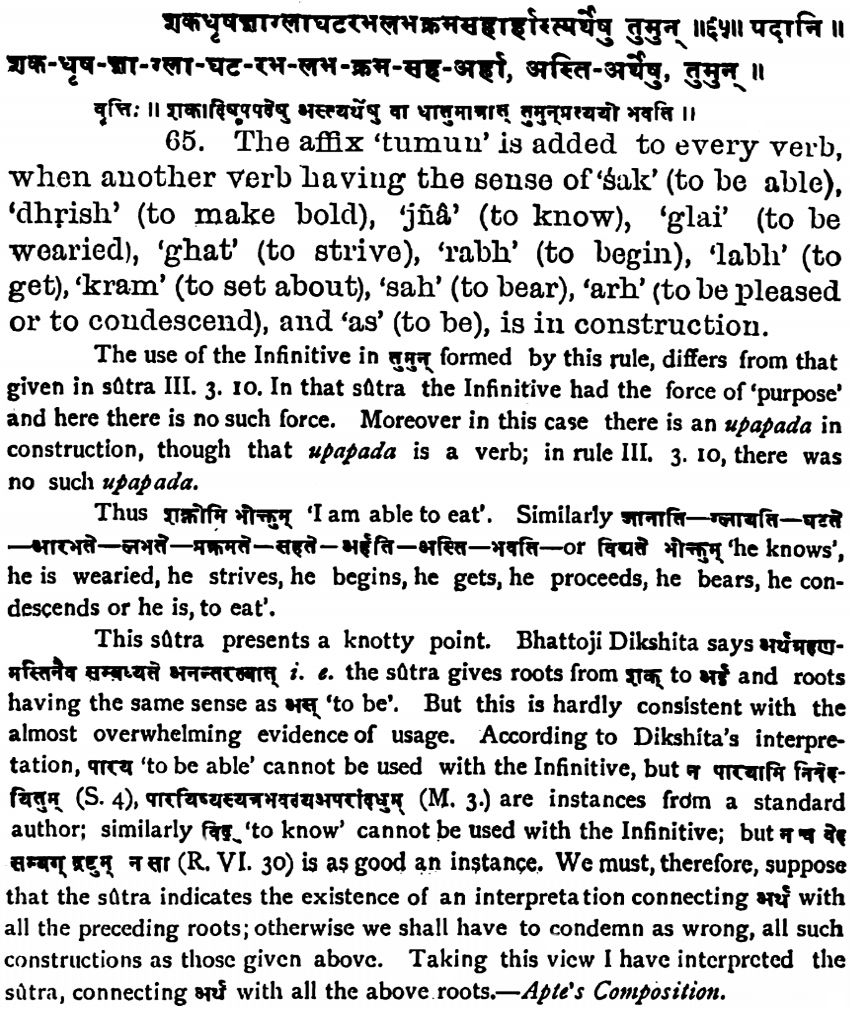 शकधृषज्ञाग्लाघटरभलभक्रमसहार्हास्त्यर्थेषु तुमुन् ॥६५॥ पदानि ॥
शक-धृष-ज्ञा-ग्ला-घट-रभ-लभ-क्रम-सह-अर्हा, अस्ति-अर्थेषु, तुमुन् ॥
वृत्तिः ॥ शकादिषूपपदेषु अस्त्यर्थेषु वा धातुमात्रात् तुमुन्प्रत्ययो भवति ॥
65. The affix 'tumun' is added to every verb,
when another verb having the sense of 'śak' (to be able),
'dhṛish' (to make bold), 'jñâ' (to know), 'glai' (to be
wearied), 'ghat' (to strive), 'rabh' (to begin), 'labh' (to
get), 'kram' (to set about), 'sah' (to bear), 'arh' (to be pleased
or to condescend), and 'as' (to be), is in construction.
The use of the Infinitive in तुमुन् formed by this rule, differs from that
given in sûtra III. 3. 10. In that sûtra the Infinitive had the force of 'purpose'
and here there is no such force. Moreover in this case there is an upapada in
construction, though that upapada is a verb; in rule III. 3. 10, there was
no such upapada.
Thus शक्नोमि भोक्तुम् 'I am able to eat'. Similarly जानाति—ग्लायति—घटते
—आरभते—लभते—प्रक्रमते—सहते—अर्हति—अस्ति—भवति—or विद्यते भोक्तुम् 'he knows',
he is wearied, he strives, he begins, he gets, he proceeds, he bears, he con-
descends or he is, to eat'.
This sûtra presents a knotty point. Bhattoji Dikshita says अर्थग्रहण-
मस्तिनैव सम्बध्यते अनन्तरत्वात् i. e. the sûtra gives roots from शक् to अर्ह and roots
having the same sense as अस् 'to be'. But this is hardly consistent with the
almost overwhelming evidence of usage. According to Dikshita's interpre-
tation, पारय 'to be able' cannot be used with the Infinitive, but न पारयामि निवेद-
यितुम् (S. 4), (M. 3.) are instances from a standard
author; similarly विद् 'to know' cannot be used with the Infinitive; but न च वेद
सम्यग् द्रष्टुम् न सा (R. VI. 30) is as good an instance. We must, therefore, suppose
that the sûtra indicates the existence of an interpretation connecting अर्थ with
all the preceding roots; otherwise we shall have to condemn as wrong, all such
constructions as those given above. Taking this view I have interpreted the
sûtra, connecting अर्थ with all the above roots.—Apte's Composition.